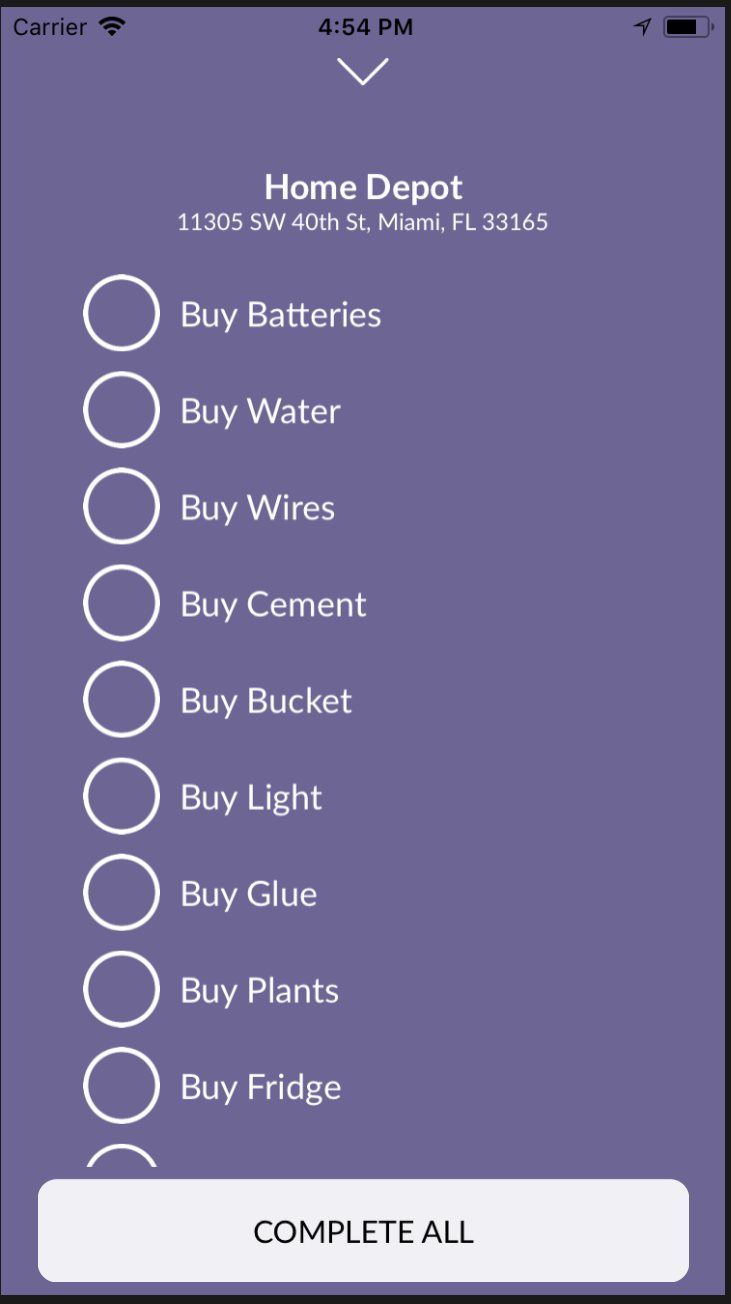 Carrier 4:54 PM
Home Depot
11305 SW 40th St, Miami, FL 33165
Buy Batteries
Buy Water
Buy Wires
Buy Cement
Buy Bucket
Buy Light
Buy Glue
Buy Plants
Buy Fridge
COMPLETE ALL